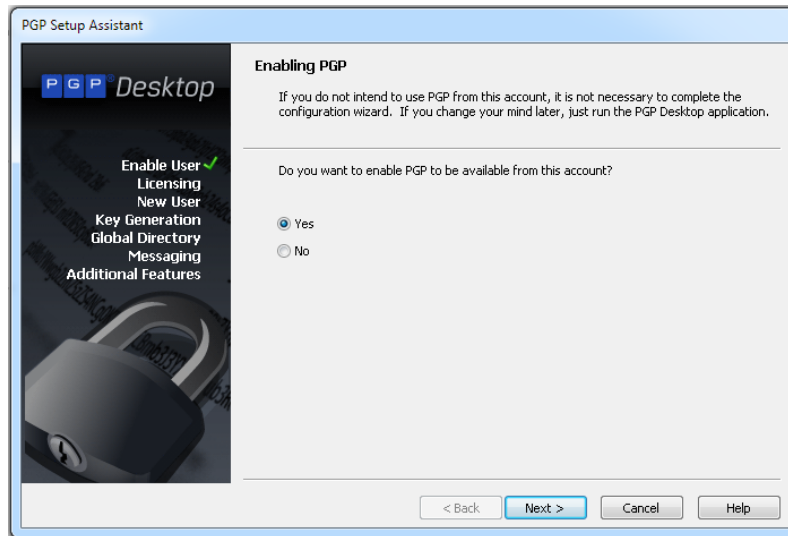 PGP Setup Assistant
PGP Desktop
Enable User
Licensing
New User
Key Generation
Global Directory
Messaging
Additional Features
Enabling PGP
If you do not intend to use PGP from this account, it is not necessary to complete the
configuration wizard. If you change your mind later, just run the PGP Desktop application.
Do you want to enable PGP to be available from this account?
Yes
No
< Back
Next >
Cancel
Help